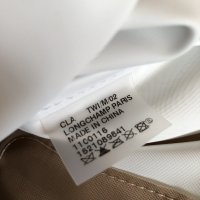 CLA TWI/M/02
LONGCHAMP PARIS
MADE IN CHINA
1100116
1621089841